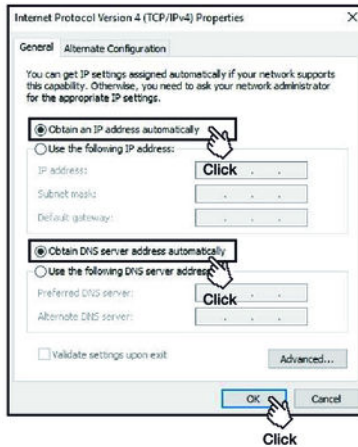 Internet Protocol Version 4 (TCP/IPv4) Properties
X
General
Alternate Configuration
You can get IP settings assigned automatically if your network supports
this capability. Otherwise, you need to ask your network administrator
for the appropriate IP settings.
Obtain an IP address automatically
Use the following IP address:
IP address:
Click
Subnet mask:
Default gateway:
Obtain DNS server address automatically
Use the following DNS server address
Preferred DNS server:
Click
Alternate DNS server:
Validate settings upon exit
Advanced...
OK
Cancel
Click